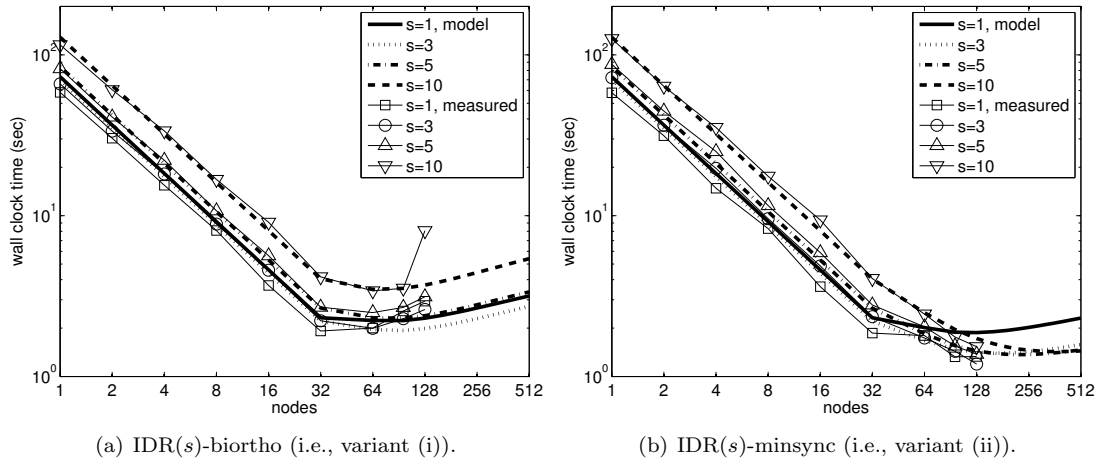 10²
10¹
10⁰
wall clock time (sec)
s=1, model
s=3
s=5
s=10
s=1, measured
s=3
s=5
s=10
1 2 4 8 16 32 64 128 256 512
nodes
(a) IDR(s)-biortho (i.e., variant (i)).
10²
10¹
10⁰
wall clock time (sec)
s=1, model
s=3
s=5
s=10
s=1, measured
s=3
s=5
s=10
1 2 4 8 16 32 64 128 256 512
nodes
(b) IDR(s)-minsync (i.e., variant (ii)).